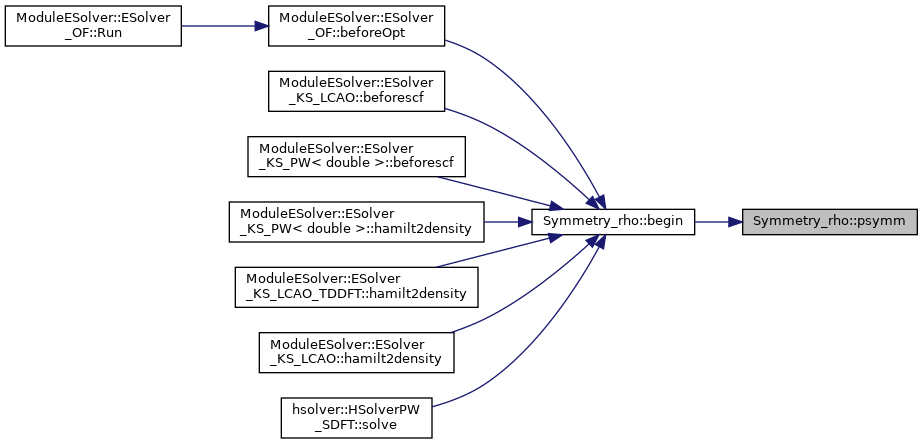 ModuleESolver::ESolver
_OF::Run
ModuleESolver::ESolver
_OF::beforeOpt
ModuleESolver::ESolver
_KS_LCAO::beforescf
ModuleESolver::ESolver
_KS_PW< double >::beforescf
ModuleESolver::ESolver
_KS_PW< double >::hamilt2density
Symmetry_rho::begin
Symmetry_rho::psymm
ModuleESolver::ESolver
_KS_LCAO_TDDFT::hamilt2density
ModuleESolver::ESolver
_KS_LCAO::hamilt2density
hsolver::HSolverPW
_SDFT::solve